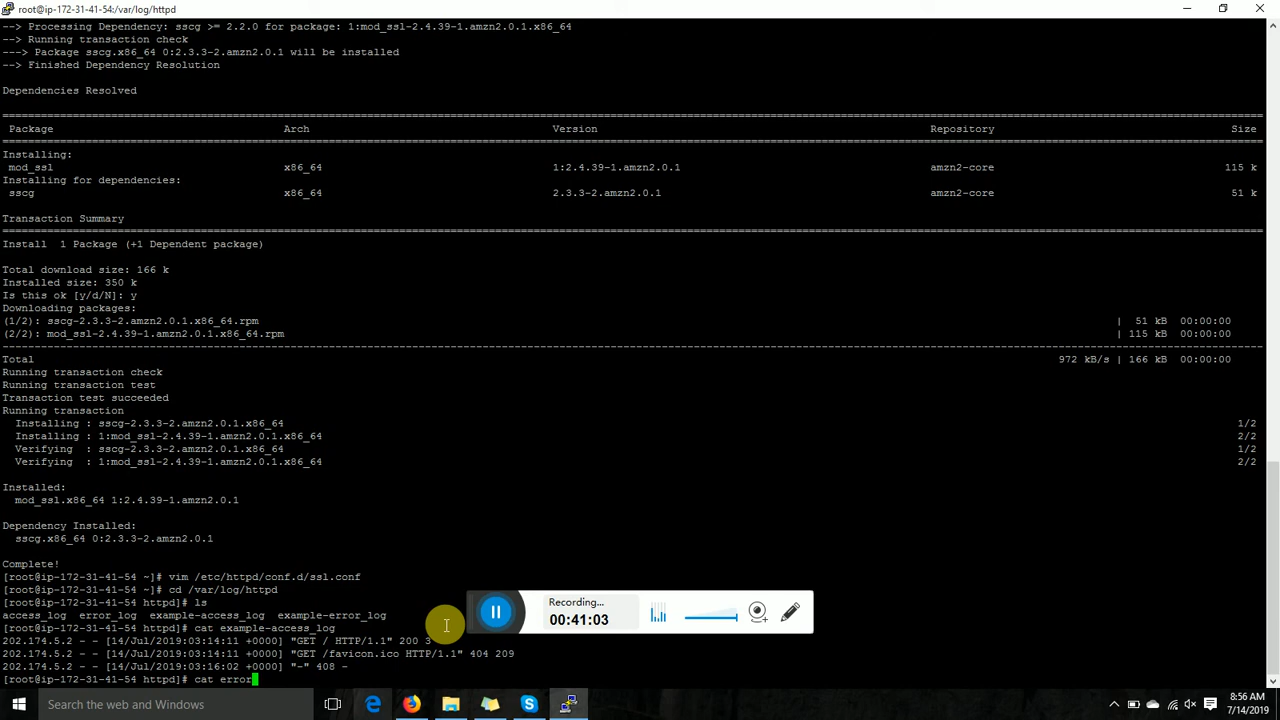 root@ip-172-31-41-54:/var/log/httpd
--> Processing Dependency: sscg >= 2.2.0 for package: 1:mod_ssl-2.4.39-1.amzn2.0.1.x86_64
--> Running transaction check
---> Package sscg.x86_64 0:2.3.3-2.amzn2.0.1 will be installed
--> Finished Dependency Resolution
Dependencies Resolved
Package Arch Version Repository Size
Installing:
mod_ssl x86_64 1:2.4.39-1.amzn2.0.1 amzn2-core 115 k
Installing for dependencies:
sscg x86_64 2.3.3-2.amzn2.0.1 amzn2-core 51 k
Transaction Summary
Install 1 Package (+1 Dependent package)
Total download size: 166 k
Installed size: 350 k
Is this ok [y/d/N]: y
Downloading packages:
(1/2): sscg-2.3.3-2.amzn2.0.1.x86_64.rpm | 51 kB 00:00:00
(2/2): mod_ssl-2.4.39-1.amzn2.0.1.x86_64.rpm | 115 kB 00:00:00
Total 972 kB/s | 166 kB 00:00:00
Running transaction check
Running transaction test
Transaction test succeeded
Running transaction
Installing : sscg-2.3.3-2.amzn2.0.1.x86_64 1/2
Installing : 1:mod_ssl-2.4.39-1.amzn2.0.1.x86_64 2/2
Verifying : sscg-2.3.3-2.amzn2.0.1.x86_64 1/2
Verifying : 1:mod_ssl-2.4.39-1.amzn2.0.1.x86_64 2/2
Installed:
mod_ssl.x86_64 1:2.4.39-1.amzn2.0.1
Dependency Installed:
sscg.x86_64 0:2.3.3-2.amzn2.0.1
Complete!
[root@ip-172-31-41-54 ~]# vim /etc/httpd/conf.d/ssl.conf
[root@ip-172-31-41-54 ~]# cd /var/log/httpd
[root@ip-172-31-41-54 httpd]# ls
access_log error_log example-access_log example-error_log
[root@ip-172-31-41-54 httpd]# cat example-access_log
202.174.5.2 - - [14/Jul/2019:03:14:11 +0000] "GET / HTTP/1.1" 200 3
202.174.5.2 - - [14/Jul/2019:03:14:11 +0000] "GET /favicon.ico HTTP/1.1" 404 209
202.174.5.2 - - [14/Jul/2019:03:16:02 +0000] "-" 408 -
[root@ip-172-31-41-54 httpd]# cat error
Recording...
00:41:03
Search the web and Windows
8:56 AM
7/14/2019